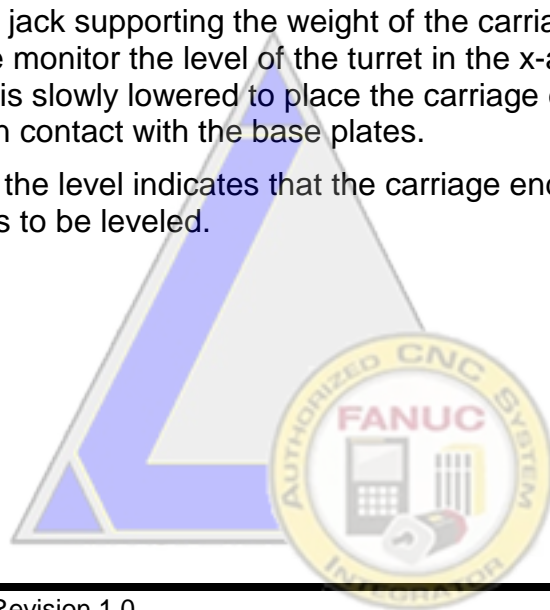 jack supporting the weight of the carria
monitor the level of the turret in the x-a
is slowly lowered to place the carriage
contact with the base plates.
the level indicates that the carriage end
s to be leveled.
AUTHORIZED CNC SYSTEM
FANUC
INTEGRATOR
Revision 1.0